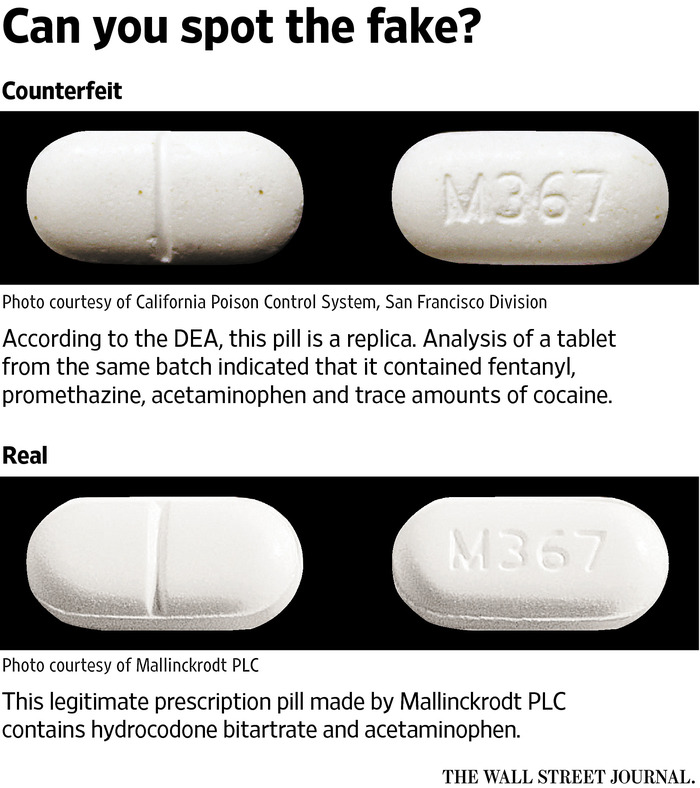 Can you spot the fake?
Counterfeit
M367
Photo courtesy of California Poison Control System, San Francisco Division
According to the DEA, this pill is a replica. Analysis of a tablet
from the same batch indicated that it contained fentanyl,
promethazine, acetaminophen and trace amounts of cocaine.
Real
M367
Photo courtesy of Mallinckrodt PLC
This legitimate prescription pill made by Mallinckrodt PLC
contains hydrocodone bitartrate and acetaminophen.
THE WALL STREET JOURNAL.